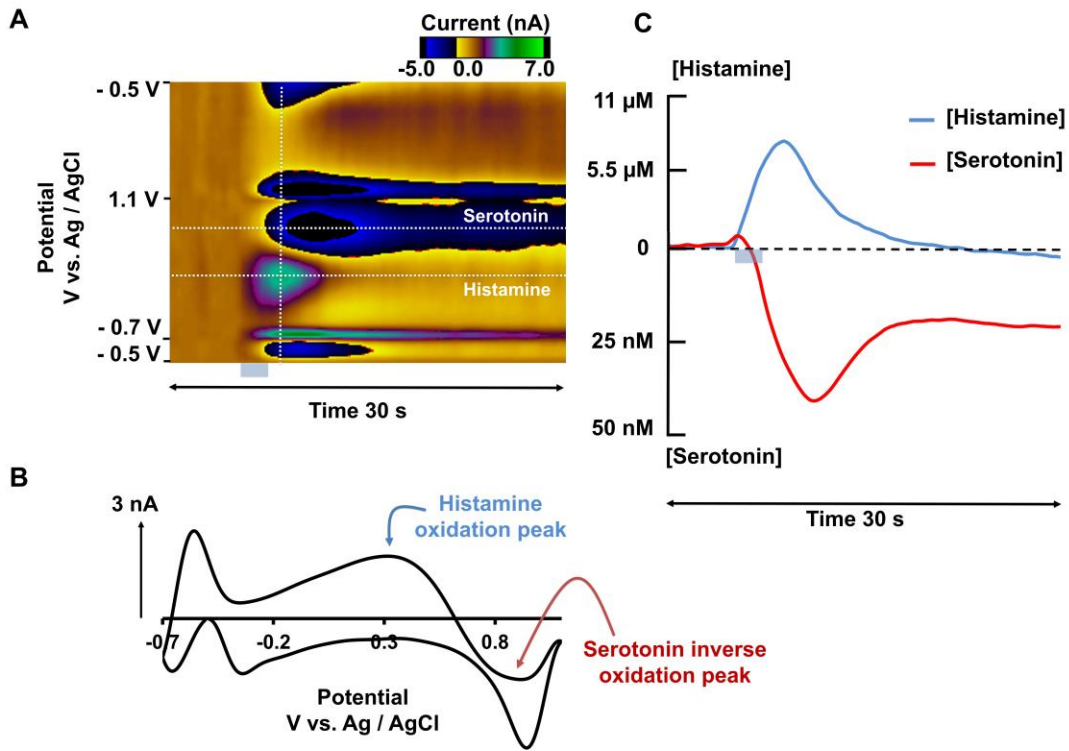 A
Current (nA)
-5.0 0.0 7.0
- 0.5 V
1.1 V
- 0.7 V
- 0.5 V
Potential
V vs. Ag / AgCl
Serotonin
Histamine
Time 30 s
B
3 nA
Histamine
oxidation peak
-0.7 -0.2 0.3 0.8
Serotonin inverse
oxidation peak
Potential
V vs. Ag / AgCl
C
[Histamine]
11 µM
5.5 µM
0
25 nM
50 nM
[Serotonin]
[Histamine]
[Serotonin]
Time 30 s